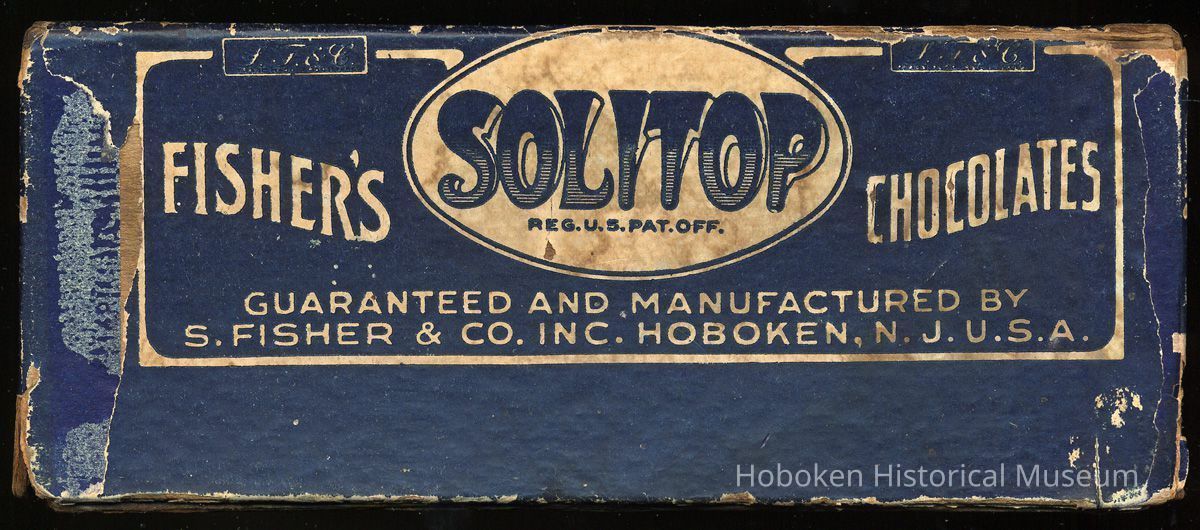 SOLITOP
REG.U.S.PAT.OFF.
FISHER'S CHOCOLATES
GUARANTEED AND MANUFACTURED BY
S. FISHER & CO. INC. HOBOKEN, N.J. U.S.A.
Hoboken Historical Museum